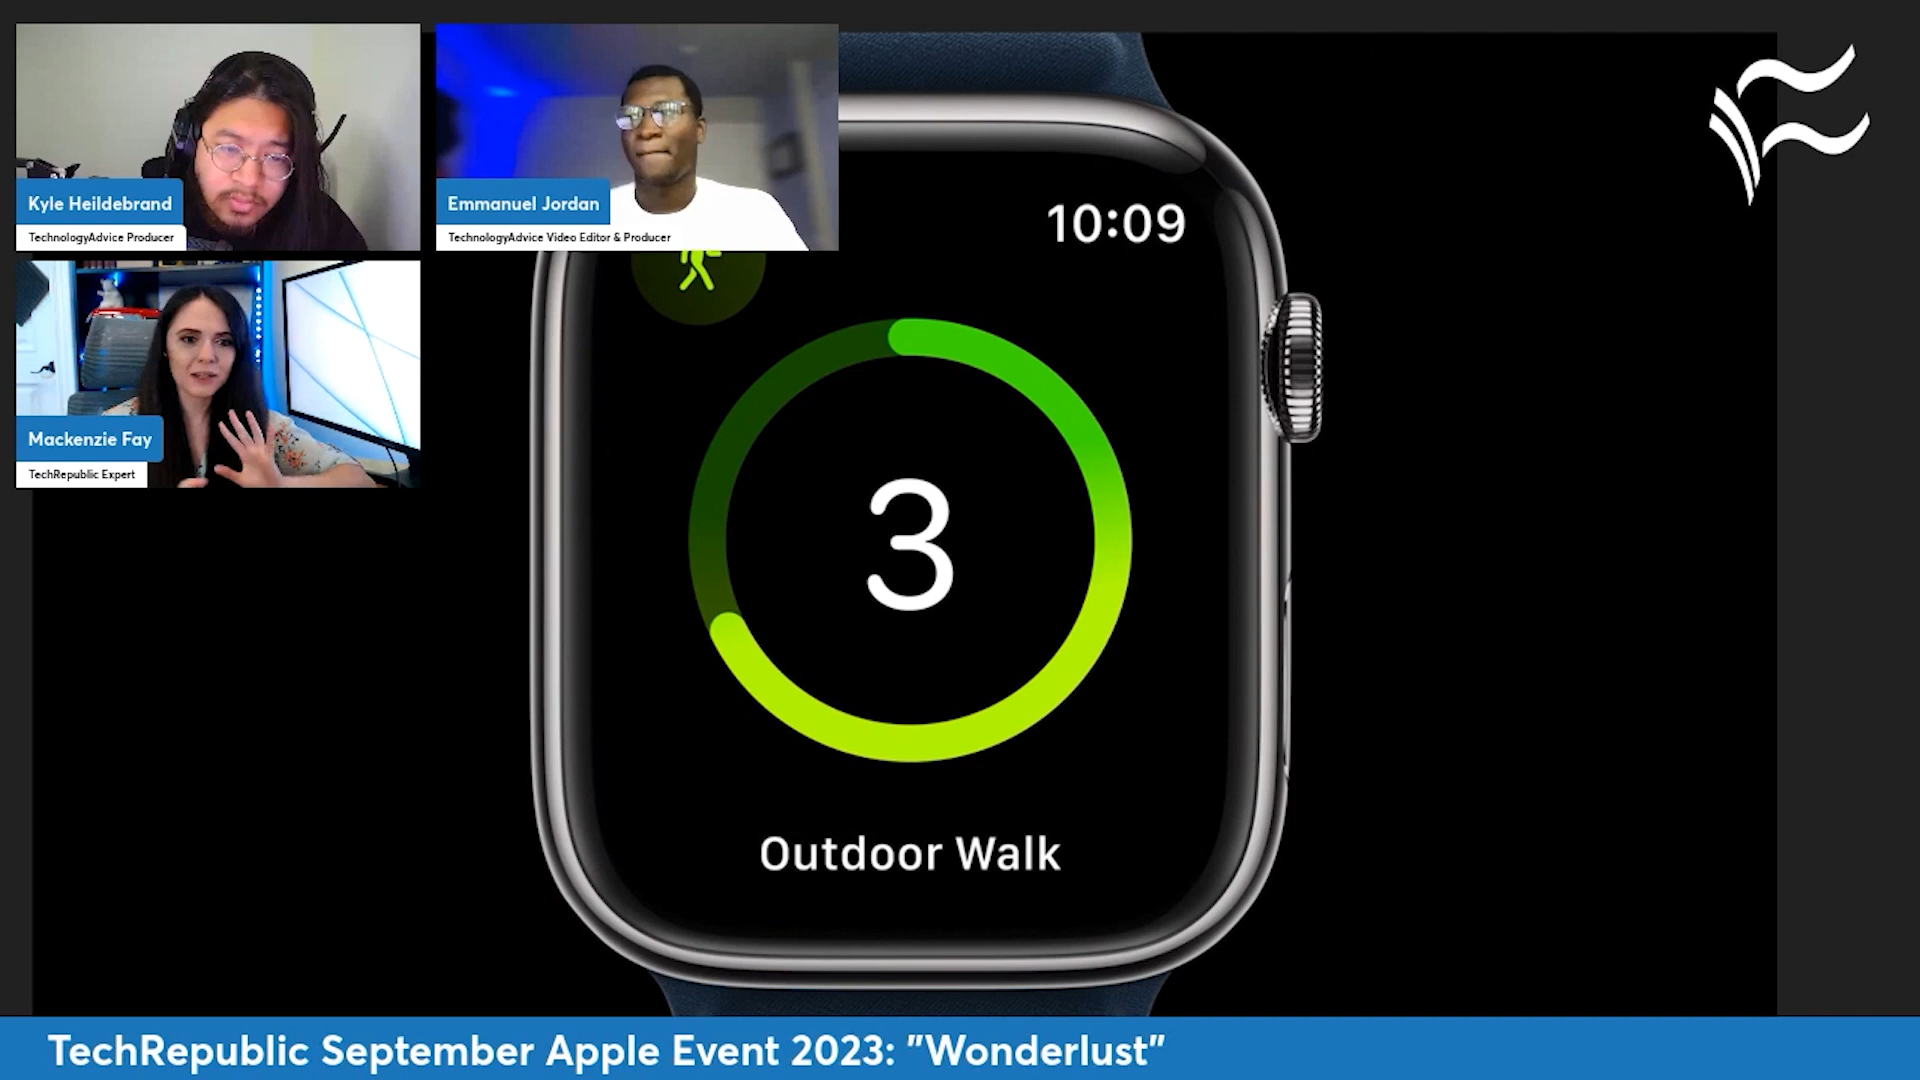 Kyle Heildebrand
TechnologyAdvice Producer
Emmanuel Jordan
TechnologyAdvice Video Editor & Producer
Mackenzie Fay
TechRepublic Expert
10:09
3
Outdoor Walk
TechRepublic September Apple Event 2023: "Wonderlust"